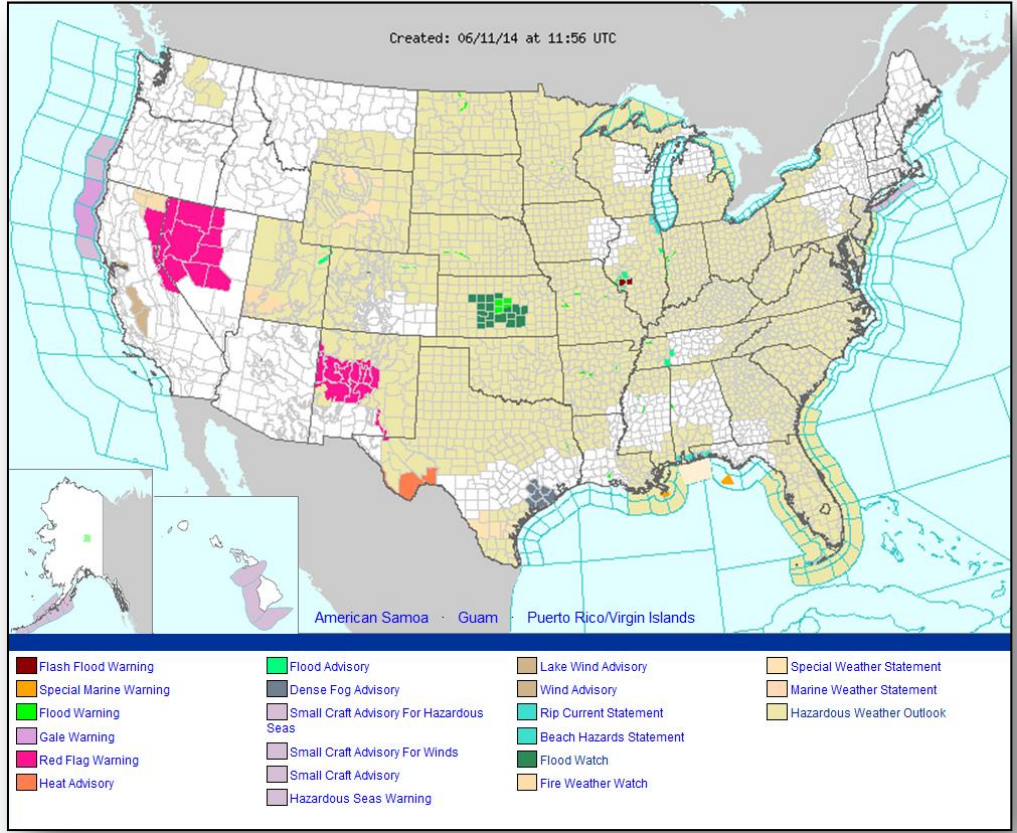 Created: 06/11/14 at 11:56 UTC
American Samoa · Guam · Puerto Rico/Virgin Islands
Flash Flood Warning
Special Marine Warning
Flood Warning
Gale Warning
Red Flag Warning
Heat Advisory
Flood Advisory
Dense Fog Advisory
Small Craft Advisory For Hazardous
Seas
Small Craft Advisory For Winds
Small Craft Advisory
Hazardous Seas Warning
Lake Wind Advisory
Wind Advisory
Rip Current Statement
Beach Hazards Statement
Flood Watch
Fire Weather Watch
Special Weather Statement
Marine Weather Statement
Hazardous Weather Outlook